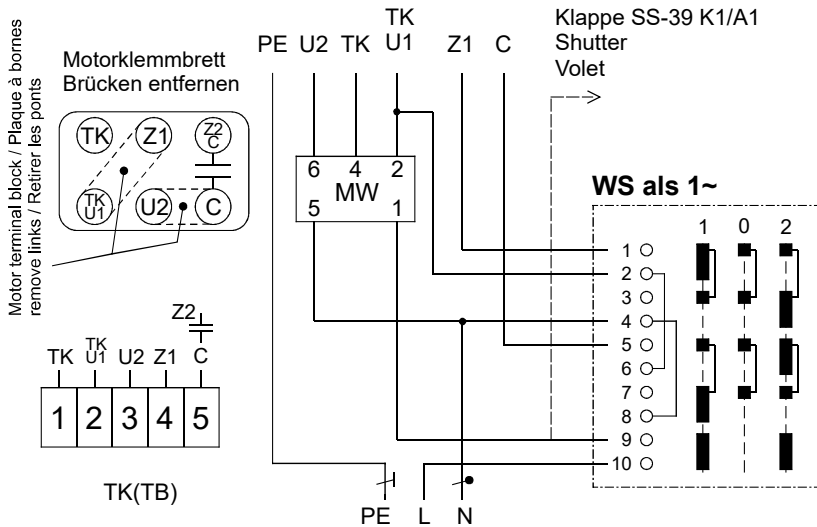 Motor terminal block / Plaque à bornes
remove links / Retirer les ponts
Motorklemmbrett
Brücken entfernen
TK Z1 Z2 C
TK U1 U2 C
PE U2 TK TK U1 Z1 C
Klappe SS-39 K1/A1
Shutter
Volet
6 4 2
MW
5 1
WS als 1~
1 0 2
1
2
3
4
5
6
7
8
9
10
Z2
TK TK U1 U2 Z1 C
1 2 3 4 5
TK(TB)
PE L N